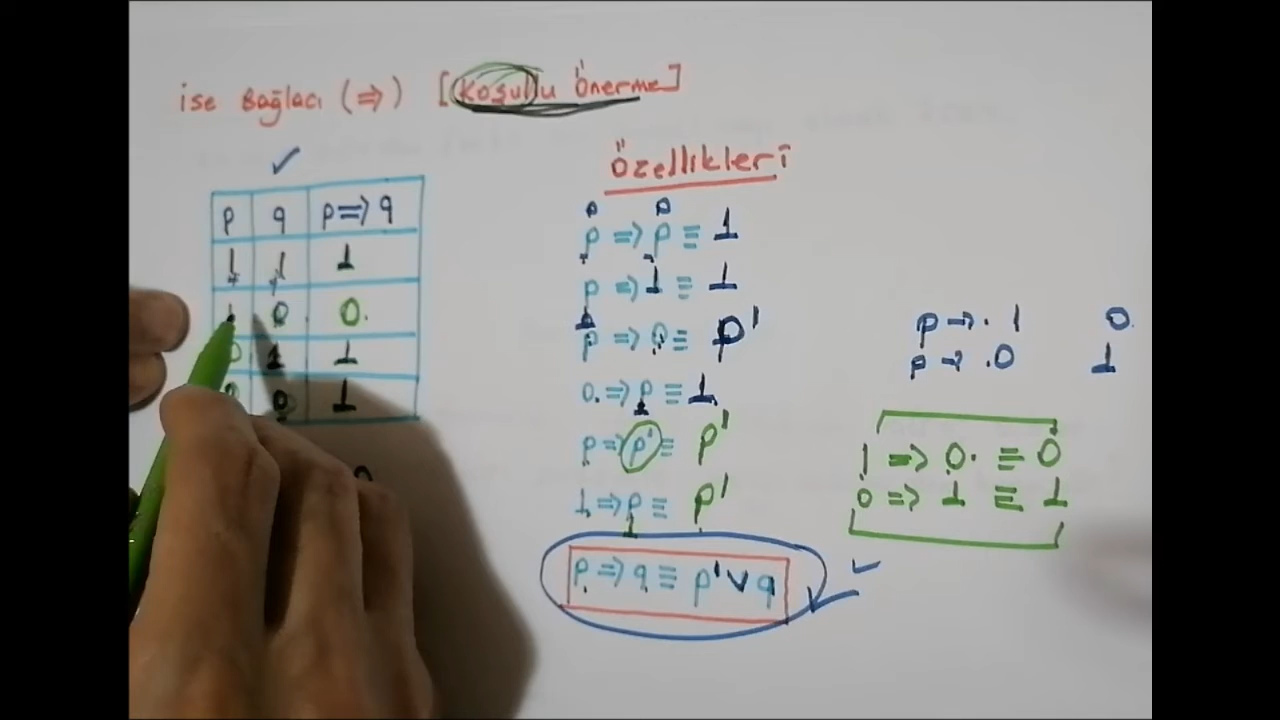 ise Bağlacı (⇒) [Koşullu Önerme]
✓
p q p⇒q
1 1 1
1 0 0
0 1 1
0 0 1
Özellikleri
p ⇒ p ≡ 1
p ⇒ 1 ≡ 1
p ⇒ 0 ≡ p'
0 ⇒ p ≡ 1
p ⇒ p' ≡ p'
1 ⇒ p ≡ p'
p ⇒ q ≡ p' ∨ q
p → 1 0
p → 0 1
1 ⇒ 0 ≡ 0
0 ⇒ 1 ≡ 1